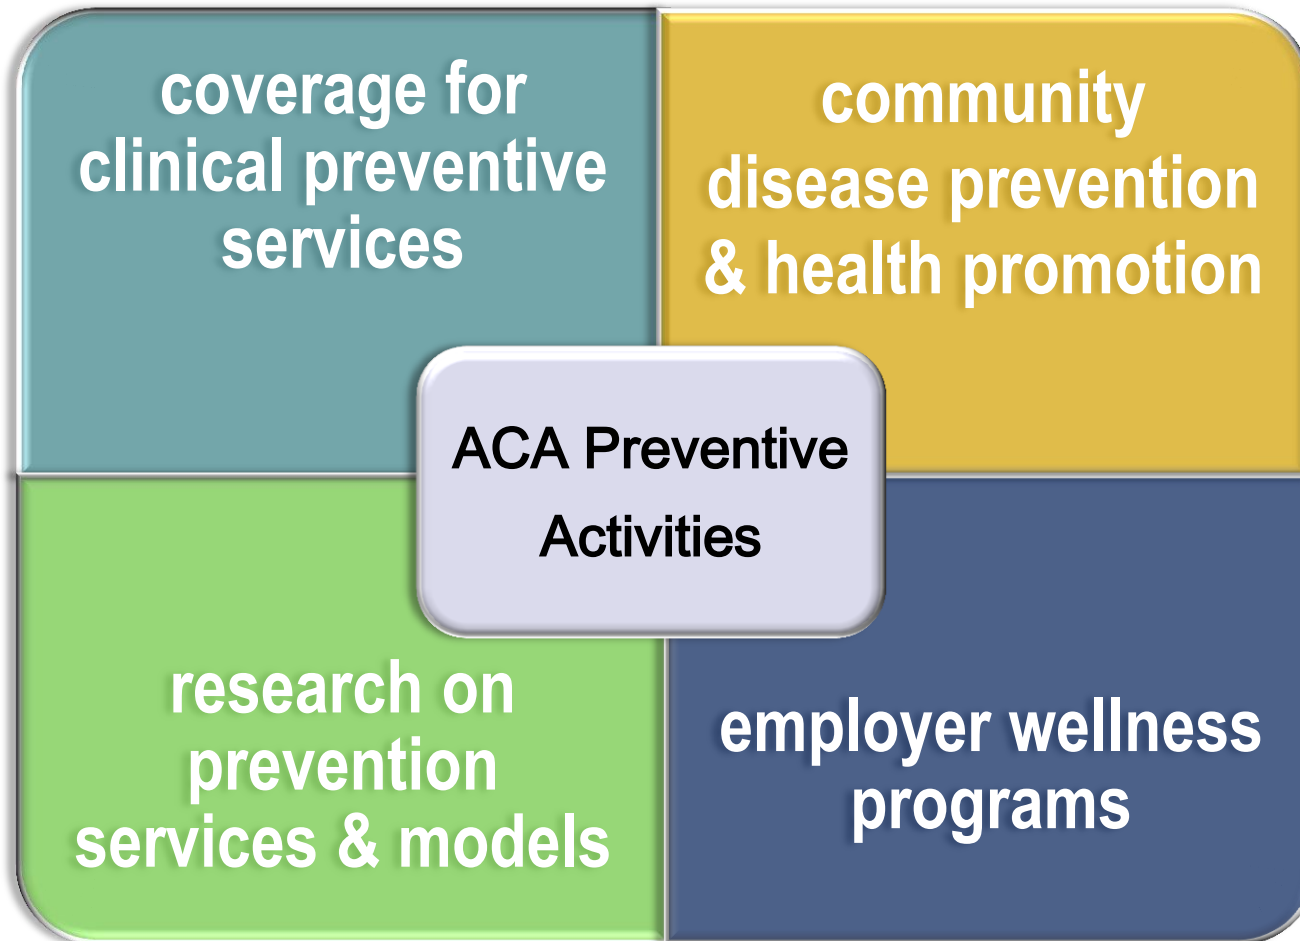 coverage for
clinical preventive
services
community
disease prevention
& health promotion
ACA Preventive
Activities
research on
prevention
services & models
employer wellness
programs